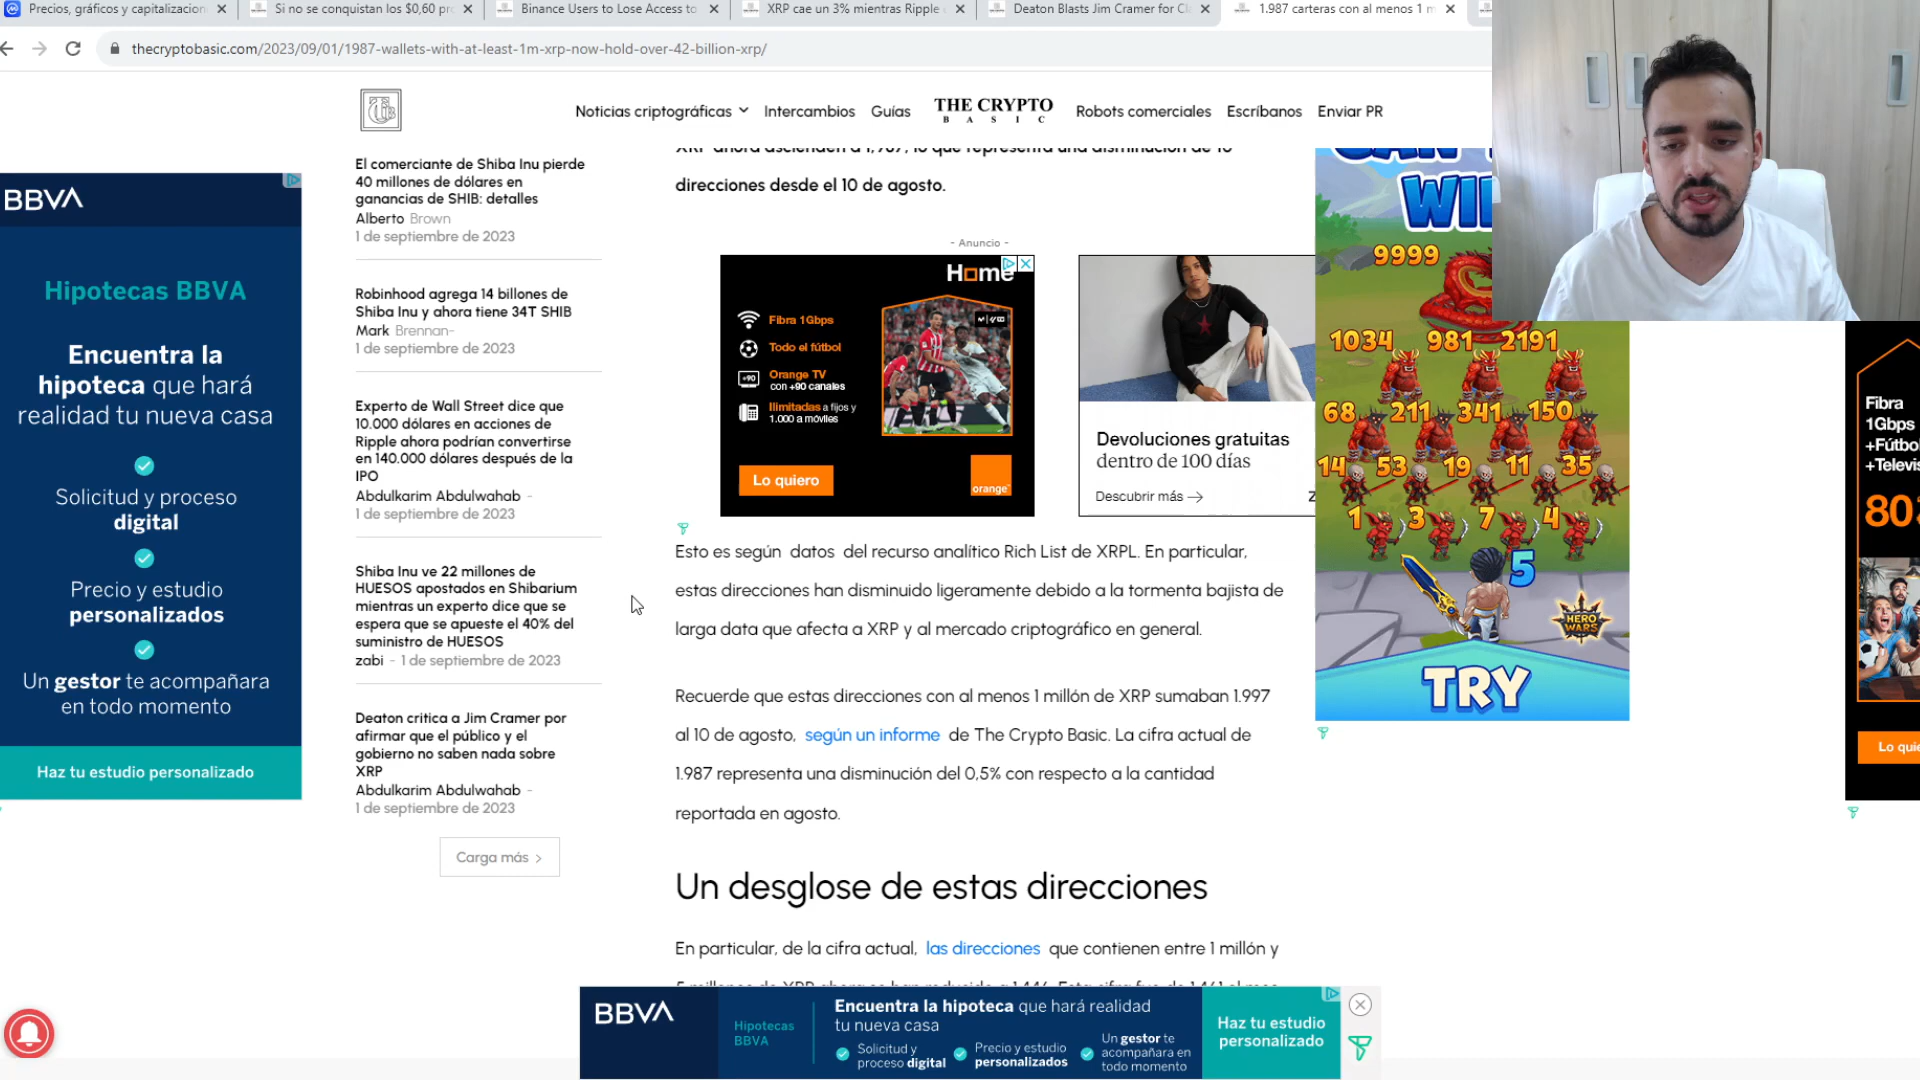 Precios, gráficos y capitalizacion
Si no se conquistan los $0,60 pr
Binance Users to Lose Access to
XRP cae un 3% mientras Ripple
Deaton Blasts Jim Cramer for Cl
1.987 carteras con al menos 1 m
thecryptobasic.com/2023/09/01/1987-wallets-with-at-least-1m-xrp-now-hold-over-42-billion-xrp/
Noticias criptográficas
Intercambios
Guías
THE CRYPTO
BASIC
Robots comerciales
Escríbanos
Enviar PR
BBVA
Hipotecas BBVA
Encuentra la
hipoteca que hará
realidad tu nueva casa
Solicitud y proceso
digital
Precio y estudio
personalizados
Un gestor te acompañara
en todo momento
Haz tu estudio personalizado
El comerciante de Shiba Inu pierde
40 millones de dólares en
ganancias de SHIB: detalles
Alberto Brown
1 de septiembre de 2023
Robinhood agrega 14 billones de
Shiba Inu y ahora tiene 34T SHIB
Mark Brennan-
1 de septiembre de 2023
Experto de Wall Street dice que
10.000 dólares en acciones de
Ripple ahora podrían convertirse
en 140.000 dólares después de la
IPO
Abdulkarim Abdulwahab -
1 de septiembre de 2023
Shiba Inu ve 22 millones de
HUESOS apostados en Shibarium
mientras un experto dice que se
espera que se apueste el 40% del
suministro de HUESOS
zabi - 1 de septiembre de 2023
Deaton critica a Jim Cramer por
afirmar que el público y el
gobierno no saben nada sobre
XRP
Abdulkarim Abdulwahab -
1 de septiembre de 2023
Carga más >
XRP ahora ascienden a 1,987, lo que representa una disminución de 10
direcciones desde el 10 de agosto.
- Anuncio -
Home
Fibra 1Gbps
Todo el fútbol
Orange TV
con +90 canales
Ilimitadas a fijos y
1.000 a móviles
Lo quiero
orange
Devoluciones gratuitas
dentro de 100 días
Descubrir más →
Esto es según datos del recurso analítico Rich List de XRPL. En particular,
estas direcciones han disminuido ligeramente debido a la tormenta bajista de
larga data que afecta a XRP y al mercado criptográfico en general.
Recuerde que estas direcciones con al menos 1 millón de XRP sumaban 1.997
al 10 de agosto, según un informe de The Crypto Basic. La cifra actual de
1.987 representa una disminución del 0,5% con respecto a la cantidad
reportada en agosto.
Un desglose de estas direcciones
En particular, de la cifra actual, las direcciones que contienen entre 1 millón y
9999
1034 981 2191
68 211 341 150
14 53 19 11 35
1 3 7 4
5
HERO
WARS
TRY
Fibra
1Gbps
+Fútbo
+Televis
80
Lo quie
BBVA
Hipotecas
BBVA
Encuentra la hipoteca que hará realidad
tu nueva casa
Solicitud y
proceso digital
Precio y estudio
personalizados
Un gestor te
acompañara en
todo momento
Haz tu estudio
personalizado